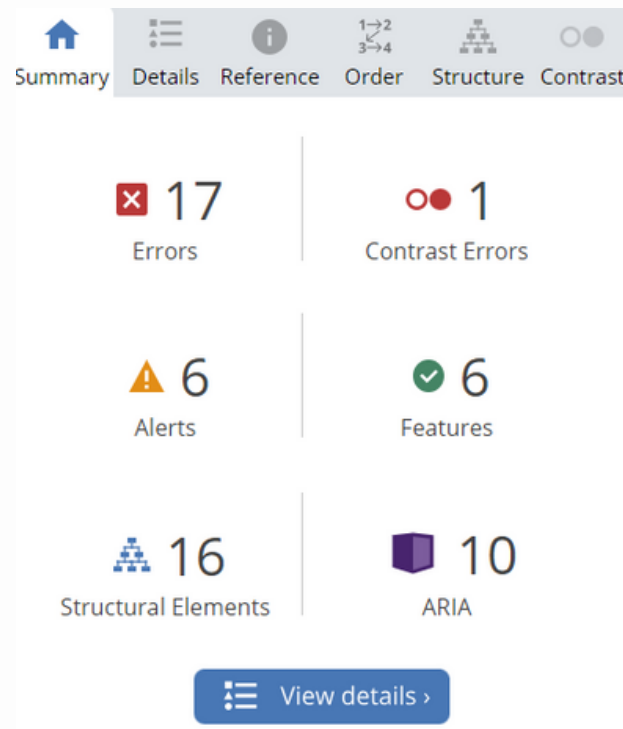 1→2
3→4
Summary Details Reference Order Structure Contrast
17 1
Errors Contrast Errors
6 6
Alerts Features
16 10
Structural Elements ARIA
View details ›